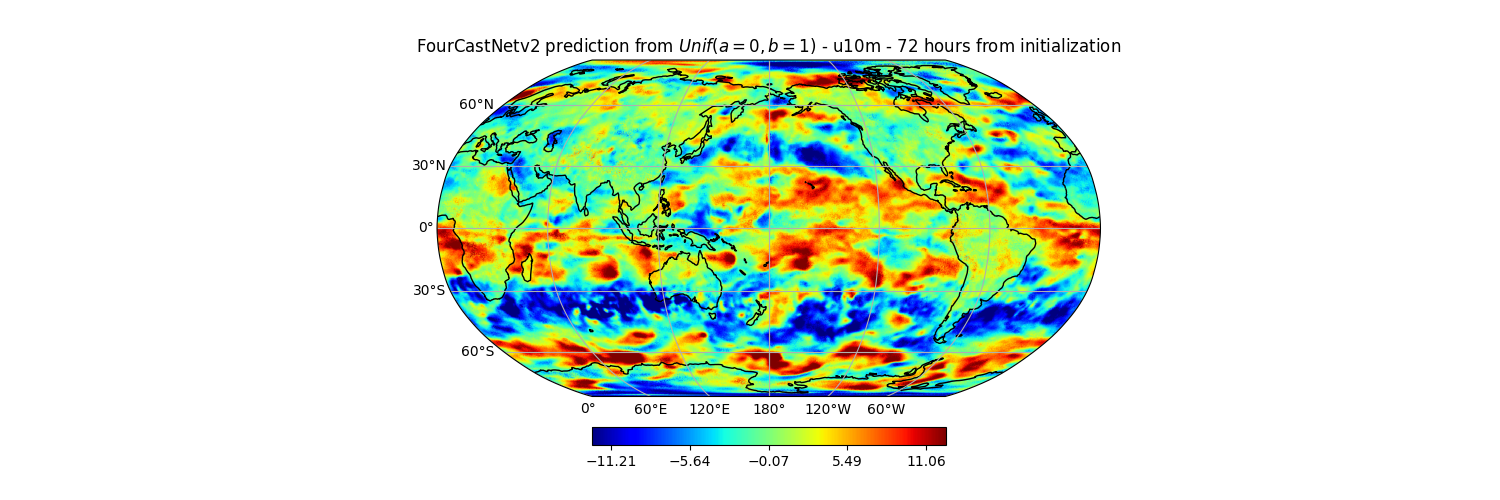 FourCastNetv2 prediction from Unif(a = 0, b = 1) - u10m - 72 hours from initialization
60°N
30°N
0°
30°S
60°S
0° 60°E 120°E 180° 120°W 60°W
−11.21 −5.64 −0.07 5.49 11.06